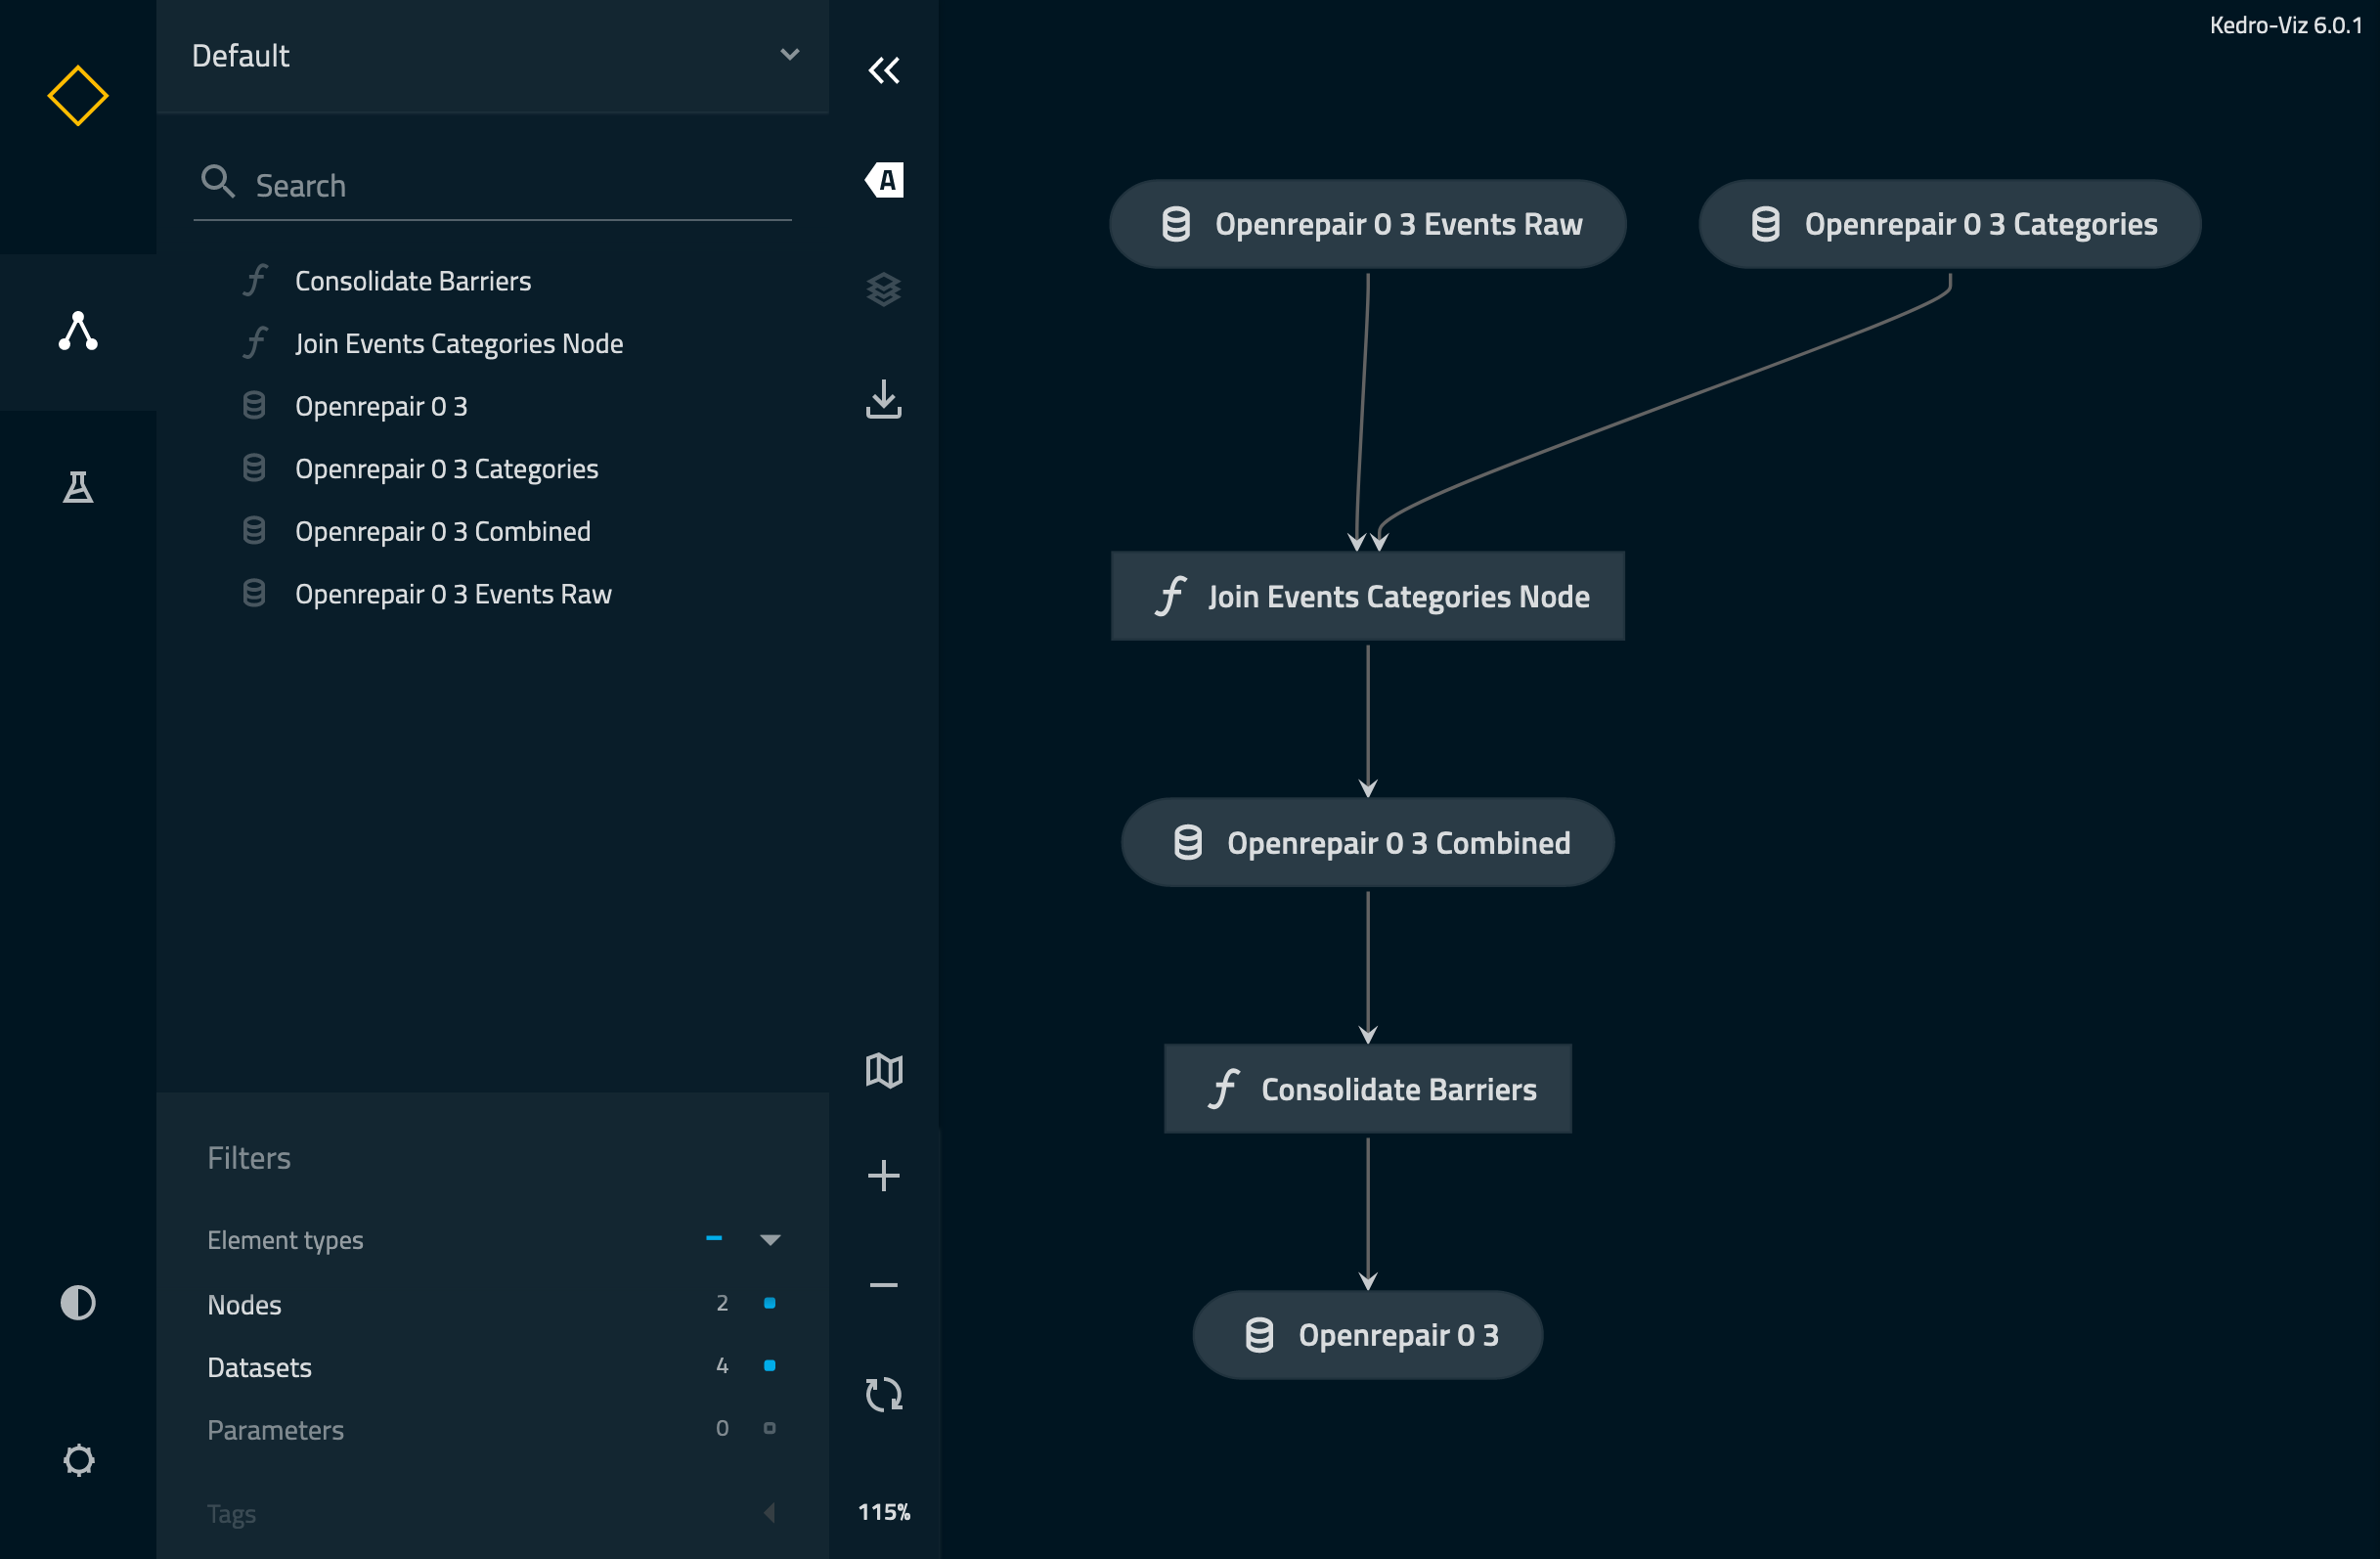 Default
Search
Consolidate Barriers
Join Events Categories Node
Openrepair 0 3
Openrepair 0 3 Categories
Openrepair 0 3 Combined
Openrepair 0 3 Events Raw
Filters
Element types
Nodes 2
Datasets 4
Parameters 0
Tags
A
115%
Kedro-Viz 6.0.1
Openrepair 0 3 Events Raw
Openrepair 0 3 Categories
Join Events Categories Node
Openrepair 0 3 Combined
Consolidate Barriers
Openrepair 0 3